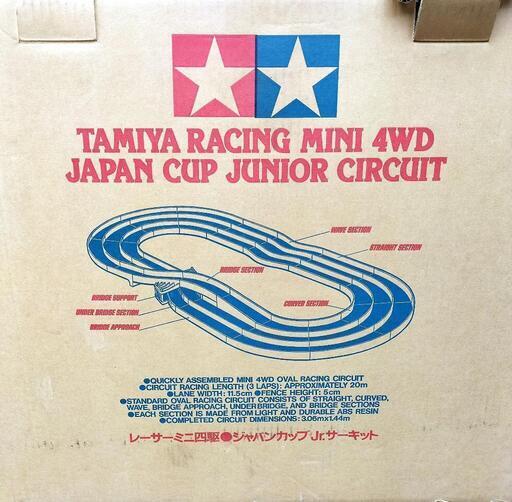 TAMIYA RACING MINI 4WD
JAPAN CUP JUNIOR CIRCUIT
WAVE SECTION
STRAIGHT SECTION
BRIDGE SECTION
BRIDGE SUPPORT
CURVED SECTION
UNDER BRIDGE SECTION
BRIDGE APPROACH
●QUICKLY ASSEMBLED MINI 4WD OVAL RACING CIRCUIT
●CIRCUIT RACING LENGTH (3 LAPS): APPROXIMATELY 20m
●LANE WIDTH: 11.5cm ●FENCE HEIGHT: 5cm
●STANDARD OVAL RACING CIRCUIT CONSISTS OF STRAIGHT, CURVED,
WAVE, BRIDGE APPROACH, UNDERBRIDGE, AND BRIDGE SECTIONS
●EACH SECTION IS MADE FROM LIGHT AND DURABLE ABS RESIN
●COMPLETED CIRCUIT DIMENSIONS: 3.06m×1.44m
レーサーミニ四駆●ジャパンカップJr.サーキット